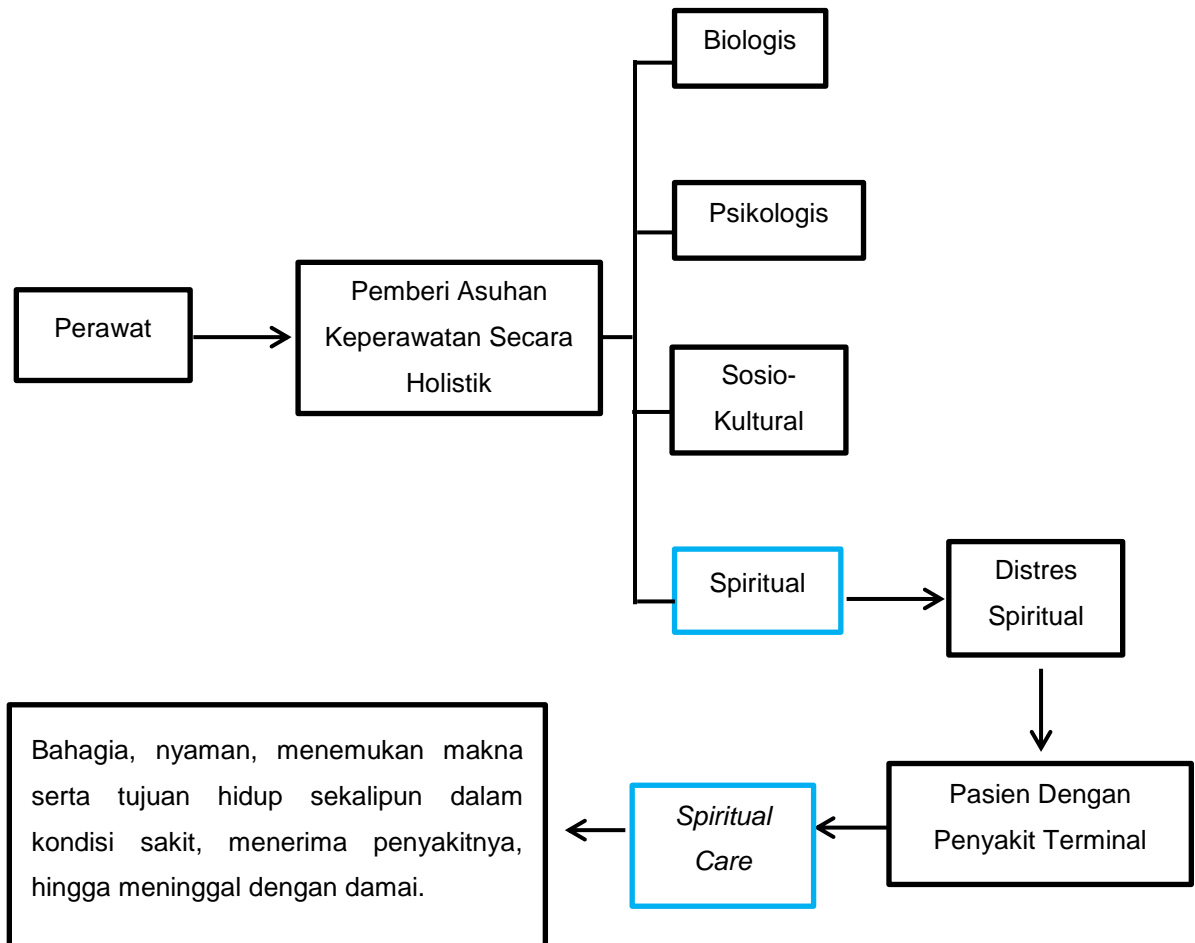 Biologis
Psikologis
Perawat
Pemberi Asuhan
Keperawatan Secara
Holistik
Sosio-
Kultural
Spiritual
Distres
Spiritual
Bahagia, nyaman, menemukan makna
serta tujuan hidup sekalipun dalam
kondisi sakit, menerima penyakitnya,
hingga meninggal dengan damai.
Spiritual
Care
Pasien Dengan
Penyakit Terminal